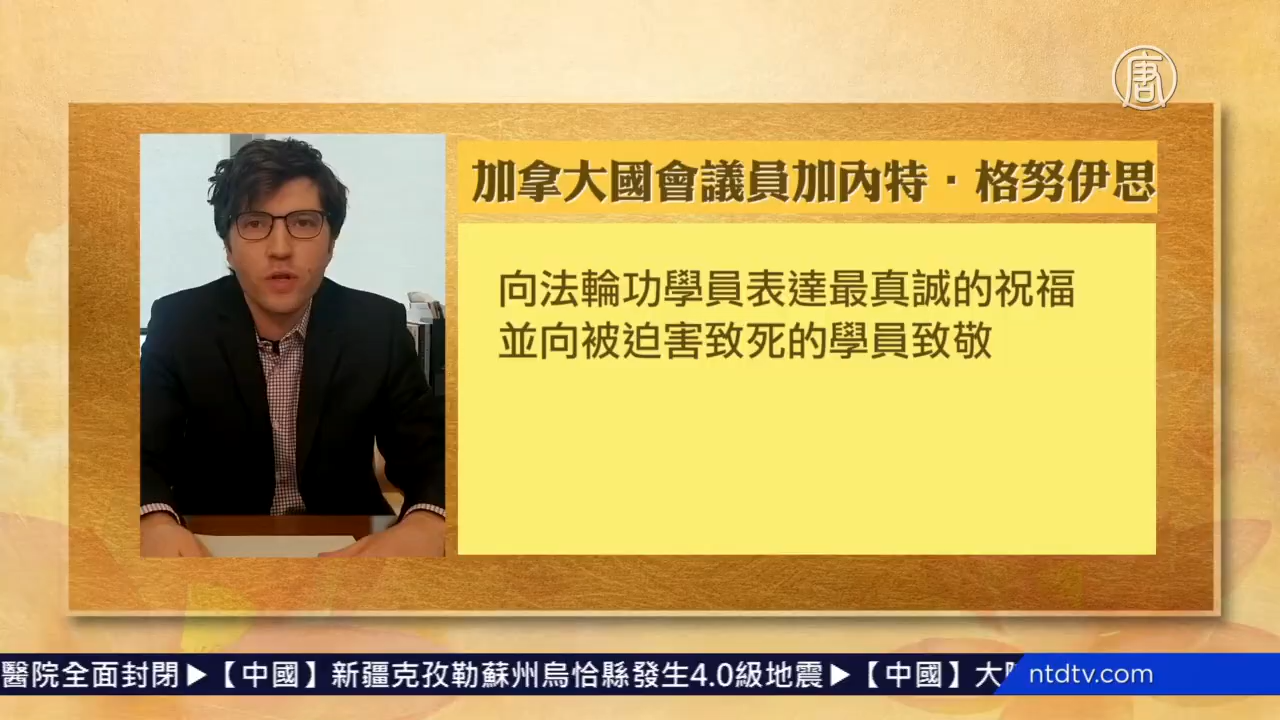 唐
加拿大國會議員加內特·格努伊思
向法輪功學員表達最真誠的祝福
並向被迫害致死的學員致敬
醫院全面封閉▶【中國】新疆克孜勒蘇州烏恰縣發生4.0級地震▶【中國】大
ntdtv.com